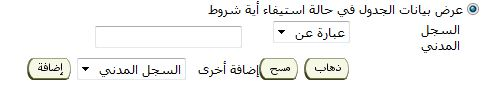 عرض بيانات الجدول في حالة استيفاء أية شروط
السجل المدني عبارة عن
ذهاب مسح إضافة أخرى السجل المدني إضافة